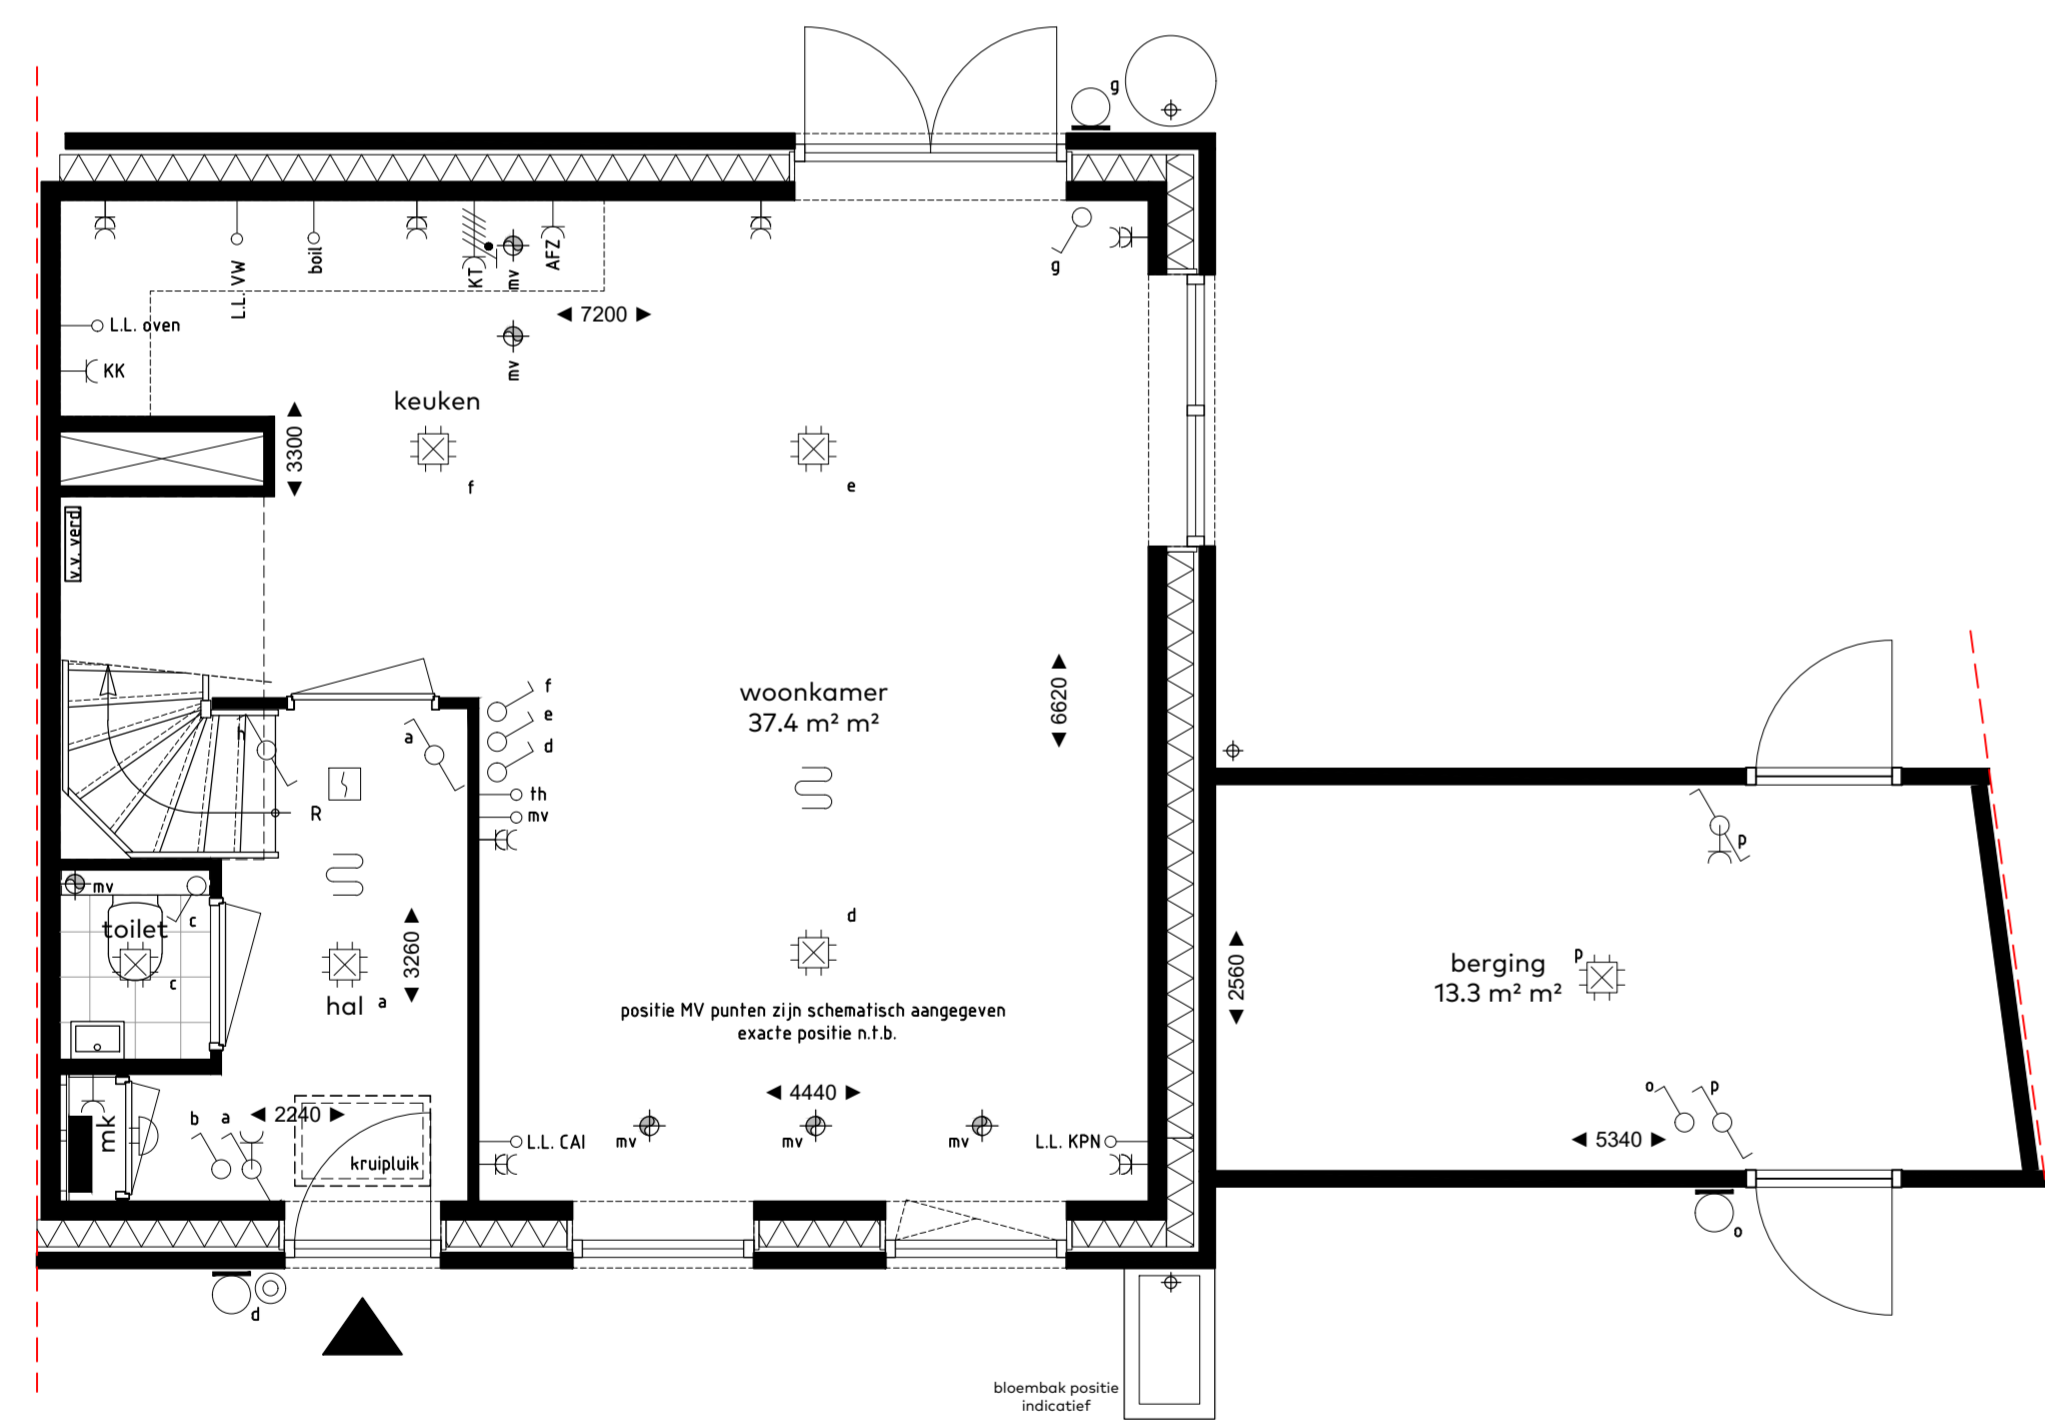 g
L.L. VW
boil
KT
mv
AFZ
g
L.L. oven
KK
7200
mv
keuken
3300
f
e
v.v. verd
f
e
d
woonkamer
37.4 m² m²
6620
h
a
th
mv
R
p
mv
toilet
c
c
hal
a
3260
d
positie MV punten zijn schematisch aangegeven
exacte positie n.t.b.
2560
berging
13.3 m² m²
p
mk
b
a
2240
kruipluik
4440
L.L. CAI
mv
mv
mv
L.L. KPN
o
p
5340
o
d
bloembak positie
indicatief